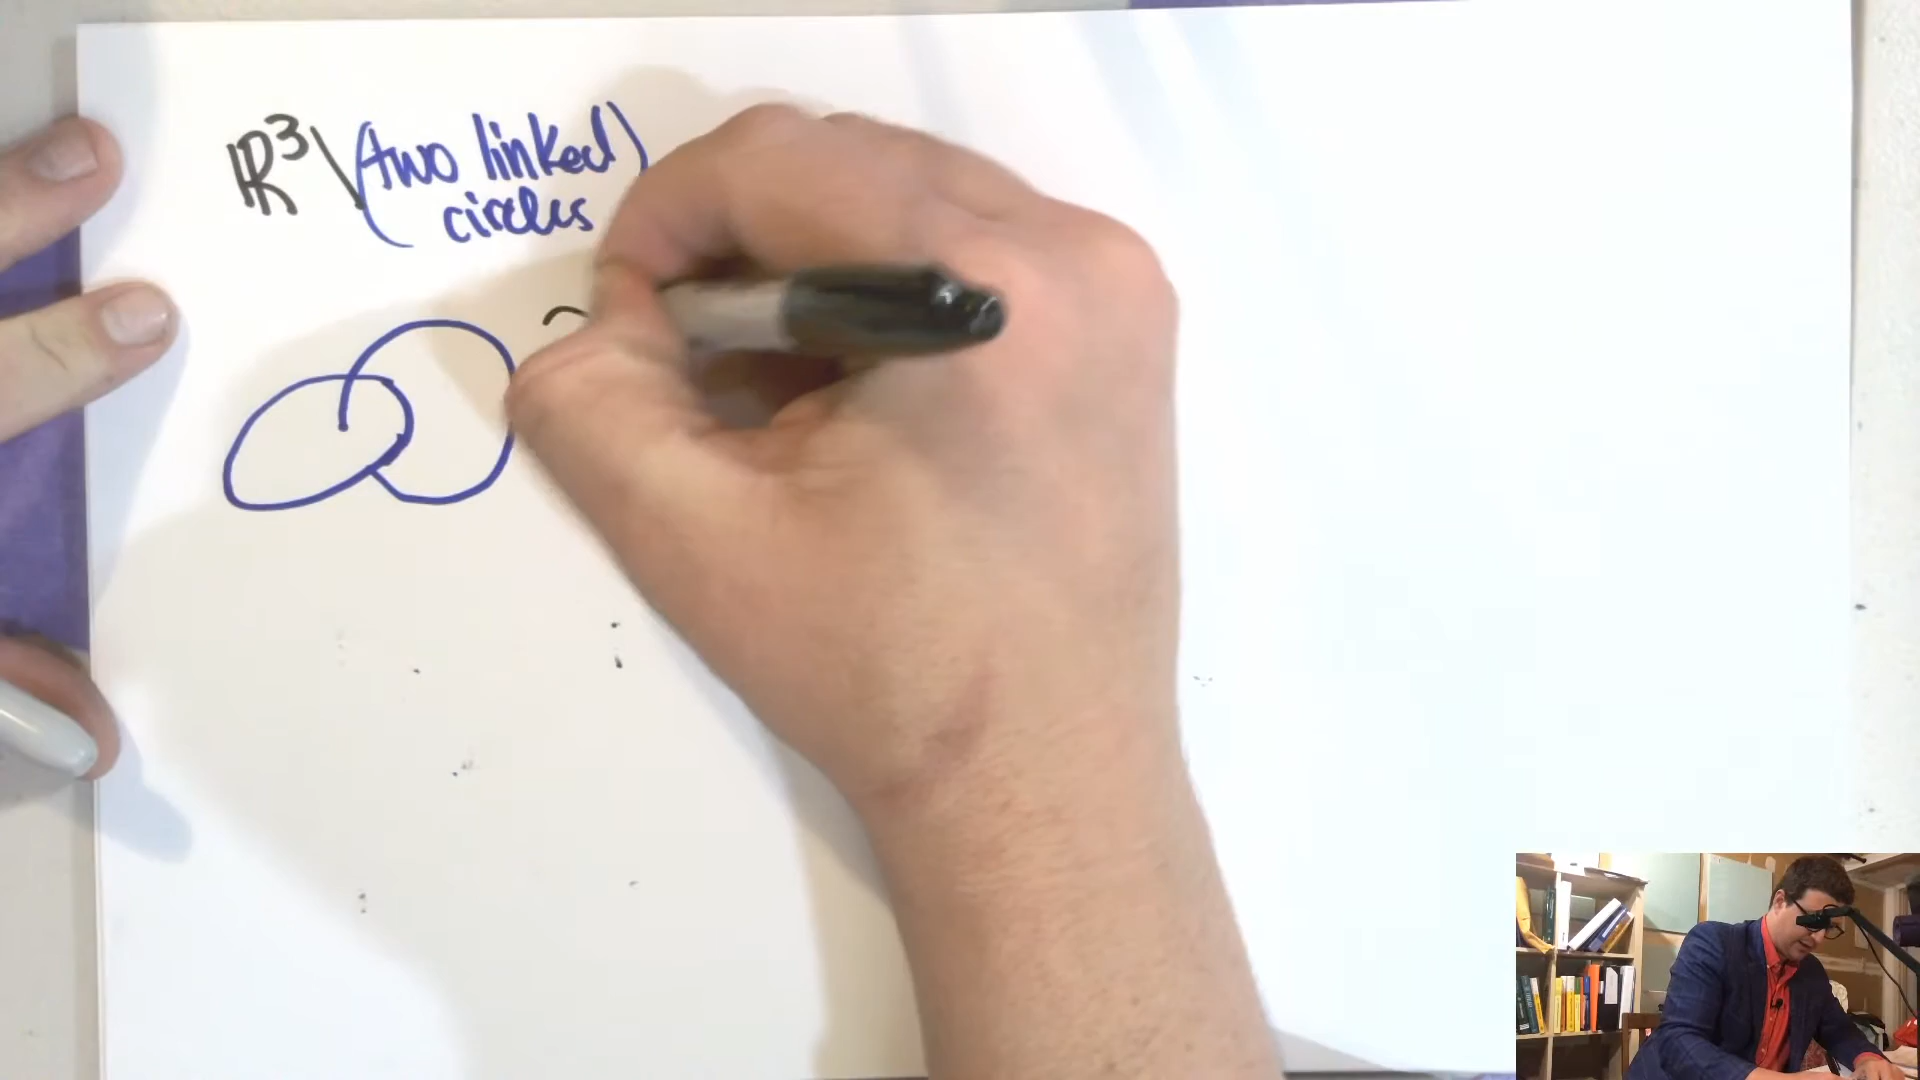 ℝ³ \ (two linked)
circles